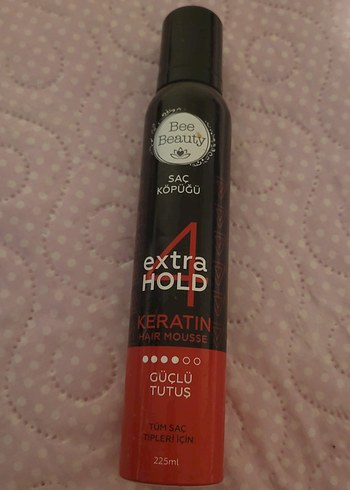 Bee
Beauty
SAÇ
KÖPÜĞÜ
4
extra
HOLD
KERATIN
HAIR MOUSSE
GÜÇLÜ
TUTUŞ
TÜM SAÇ
TİPLERİ İÇİN
225ml